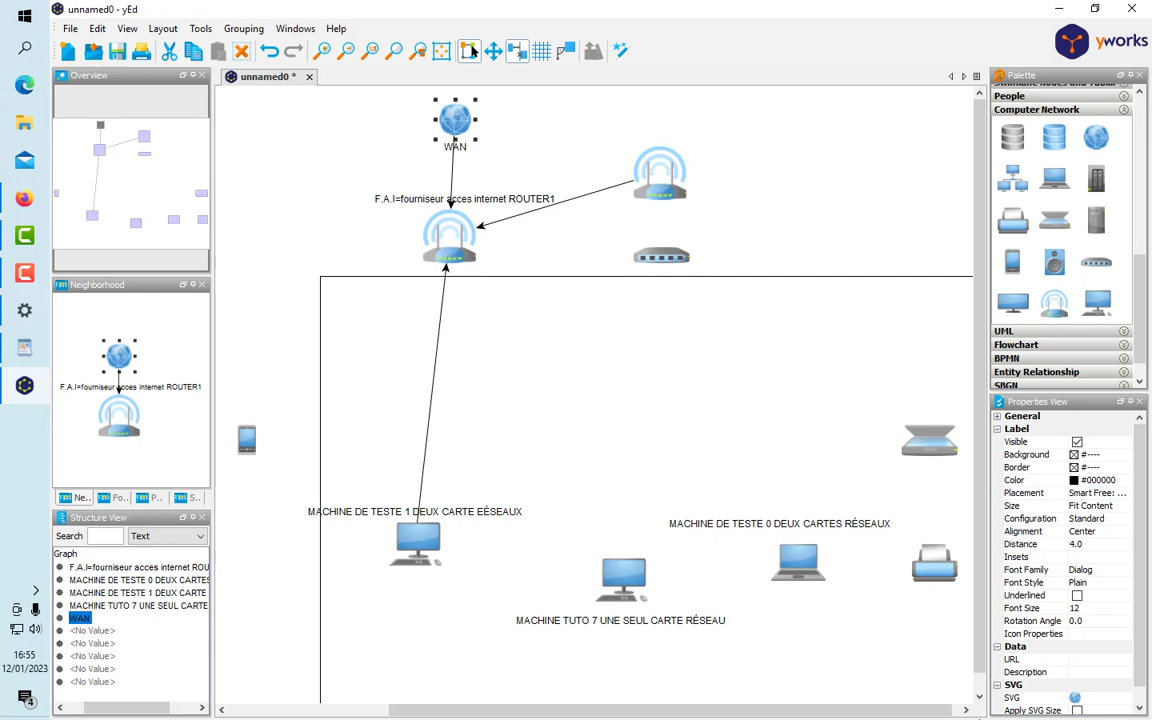 unnamed0 - yEd
File Edit View Layout Tools Grouping Windows Help
yworks
Overview
unnamed0 *
Palette
WAN
F.A.I=fourniseur acces internet ROUTER1
MACHINE DE TESTE 1 DEUX CARTE EÉSEAUX
MACHINE DE TESTE 0 DEUX CARTES RÉSEAUX
MACHINE TUTO 7 UNE SEUL CARTE RÉSEAU
Neighborhood
F.A.I=fourniseur acces internet ROUTER1
Ne.. Fo.. P.. S..
Structure View
Search Text
Graph
F.A.I=fourniseur acces internet ROU
MACHINE DE TESTE 0 DEUX CARTES
MACHINE DE TESTE 1 DEUX CARTE
MACHINE TUTO 7 UNE SEUL CARTE
WAN
<No Value>
<No Value>
<No Value>
<No Value>
<No Value>
People
Computer Network
UML
Flowchart
BPMN
Entity Relationship
SBGN
Properties View
General
Label
Visible
Background #----
Border #----
Color #000000
Placement Smart Free: ...
Size Fit Content
Configuration Standard
Alignment Center
Distance 4.0
Insets
Font Family Dialog
Font Style Plain
Underlined
Font Size 12
Rotation Angle 0.0
Icon Properties
Data
URL
Description
SVG
SVG
Apply SVG Size
16:55
12/01/2023
4